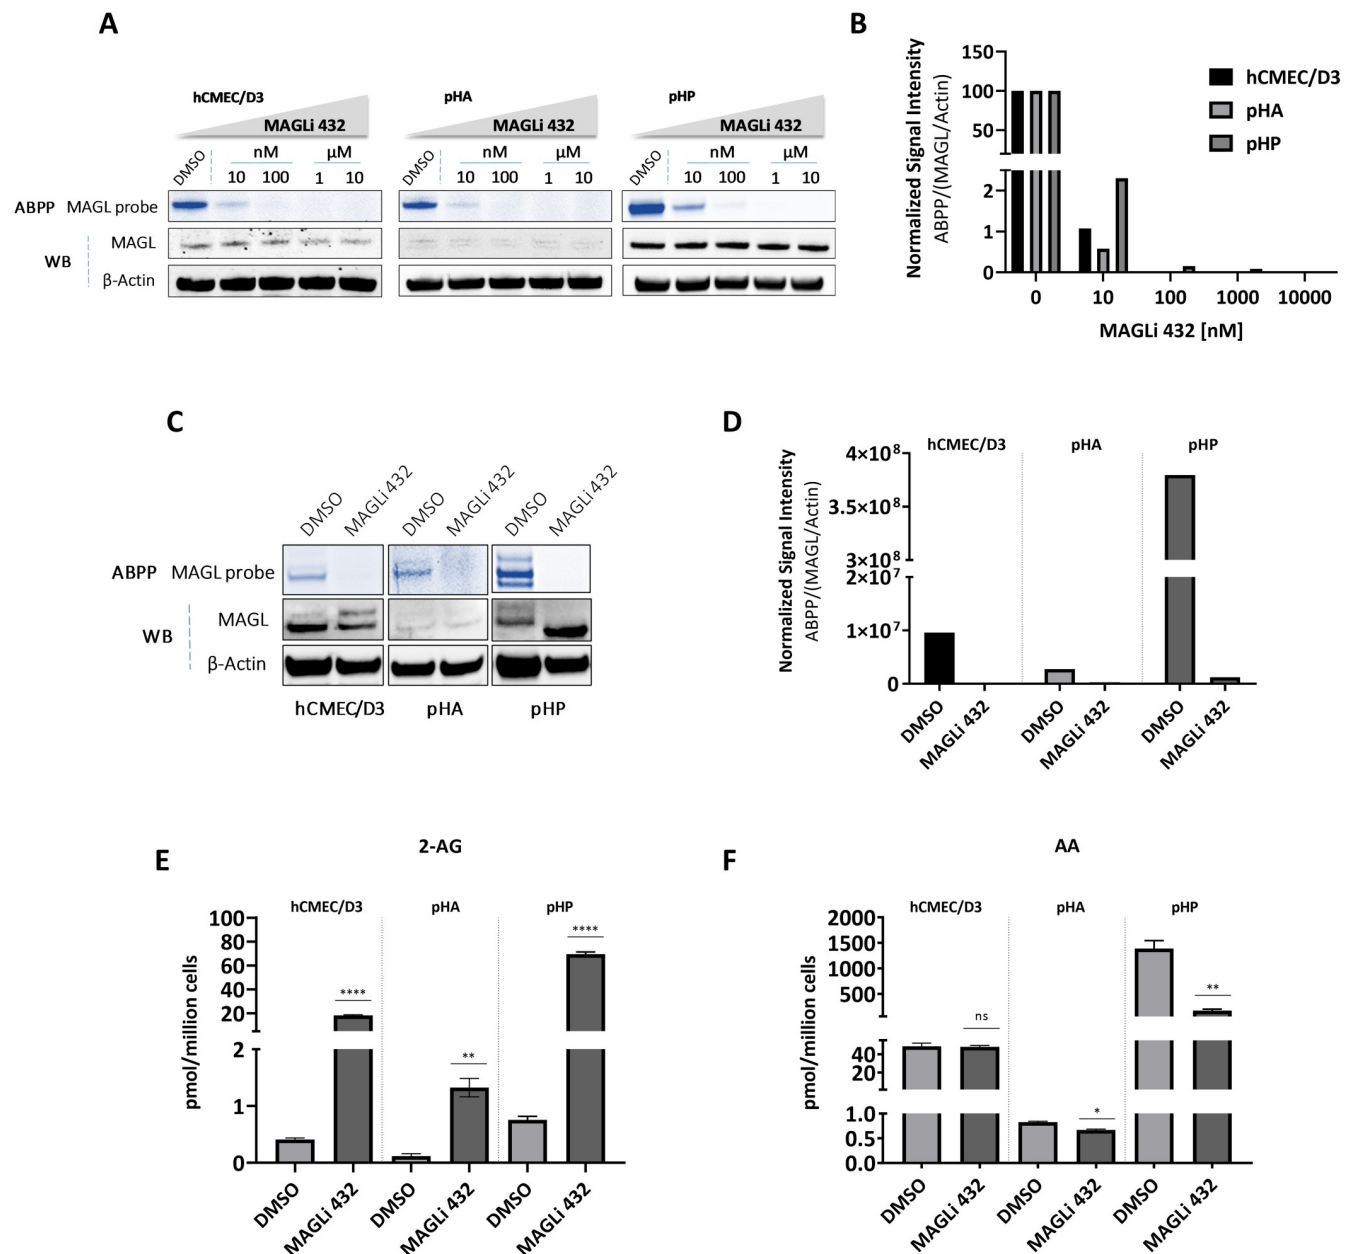 A
hCMEC/D3
MAGLi 432
DMSO
nM
µM
10 100 1 10
pHA
MAGLi 432
DMSO
nM
µM
10 100 1 10
pHP
MAGLi 432
DMSO
nM
µM
10 100 1 10
ABPP MAGL probe
WB
MAGL
β-Actin
B
Normalized Signal Intensity
ABPP/(MAGL/Actin)
150
100
50
2
1
0
0 10 100 1000 10000
MAGLi 432 [nM]
hCMEC/D3
pHA
pHP
C
DMSO MAGLi 432 DMSO MAGLi 432 DMSO MAGLi 432
ABPP MAGL probe
WB
MAGL
β-Actin
hCMEC/D3 pHA pHP
D
Normalized Signal Intensity
ABPP/(MAGL/Actin)
hCMEC/D3 pHA pHP
4×10⁸
3.5×10⁸
3×10⁸
2×10⁷
1×10⁷
0
DMSO MAGLi 432 DMSO MAGLi 432 DMSO MAGLi 432
E
2-AG
hCMEC/D3 pHA pHP
pmol/million cells
100
80
60
40
20
2
1
0
****
**
****
DMSO MAGLi 432 DMSO MAGLi 432 DMSO MAGLi 432
F
AA
hCMEC/D3 pHA pHP
pmol/million cells
2000
1500
1000
500
40
20
1.0
0.5
0.0
ns
*
**
DMSO MAGLi 432 DMSO MAGLi 432 DMSO MAGLi 432